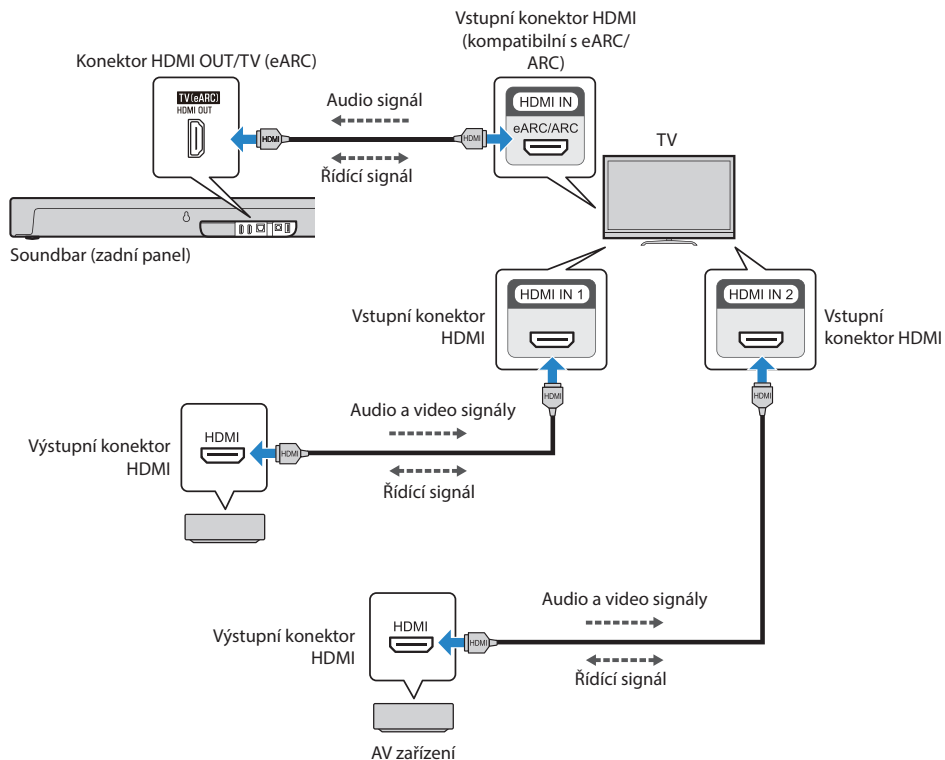 Vstupní konektor HDMI
(kompatibilní s eARC/
ARC)
Konektor HDMI OUT/TV (eARC)
TV(eARC)
HDMI OUT
Audio signál
HDMI
HDMI
Řídící signál
HDMI IN
eARC/ARC
TV
Soundbar (zadní panel)
Vstupní konektor
HDMI
HDMI IN 1
HDMI IN 2
Vstupní
konektor HDMI
HDMI
HDMI
Výstupní konektor
HDMI
HDMI
HDMI
Audio a video signály
Řídící signál
Výstupní konektor
HDMI
HDMI
HDMI
Audio a video signály
Řídící signál
AV zařízení